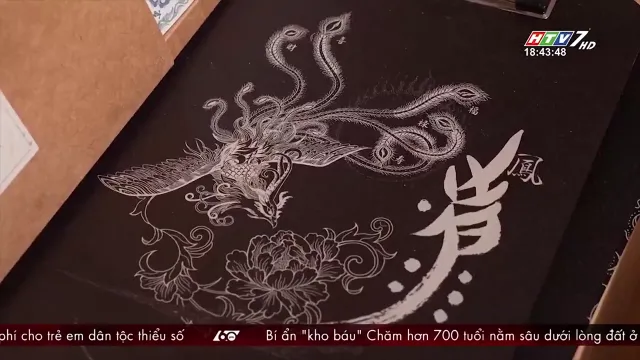 HTV7 HD
18:43:48
鳳
phí cho trẻ em dân tộc thiểu số 60 Bí ẩn "kho báu" Chăm hơn 700 tuổi nằm sâu dưới lòng đất ở